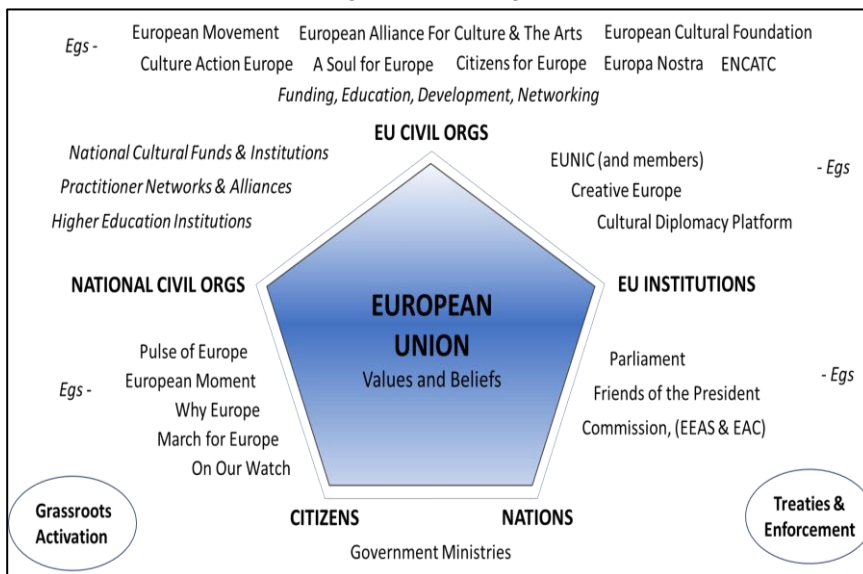 Egs -
European Movement European Alliance For Culture & The Arts European Cultural Foundation
Culture Action Europe A Soul for Europe Citizens for Europe Europa Nostra ENCATC
Funding, Education, Development, Networking
EU CIVIL ORGS
National Cultural Funds & Institutions
Practitioner Networks & Alliances
Higher Education Institutions
EUNIC (and members)
- Egs
Creative Europe
Cultural Diplomacy Platform
NATIONAL CIVIL ORGS
EU INSTITUTIONS
EUROPEAN
UNION
Values and Beliefs
Egs -
Pulse of Europe
European Moment
Why Europe
March for Europe
On Our Watch
Parliament
- Egs
Friends of the President
Commission, (EEAS & EAC)
Grassroots
Activation
CITIZENS
NATIONS
Government Ministries
Treaties &
Enforcement